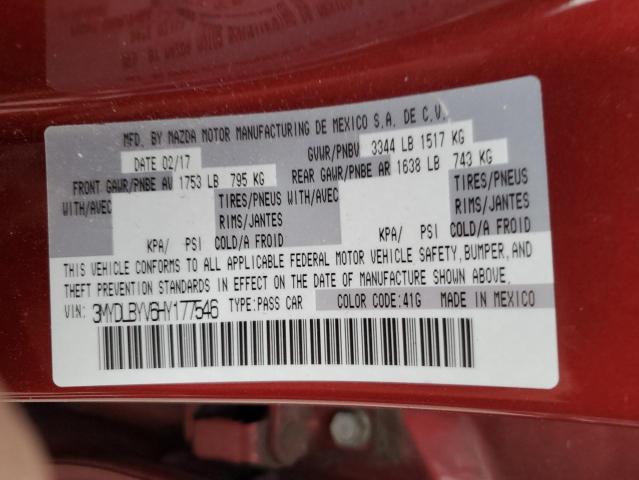 MFD. BY MAZDA MOTOR MANUFACTURING DE MEXICO S.A. DE C.V.
DATE 02/17 GVWR/PNBV 3344 LB 1517 KG
FRONT GAWR/PNBE AV 1753 LB 795 KG REAR GAWR/PNBE AR 1638 LB 743 KG
WITH/AVEC TIRES/PNEUS WITH/AVEC TIRES/PNEUS
RIMS/JANTES RIMS/JANTES
KPA/ PSI COLD/A FROID KPA/ PSI COLD/A FROID
THIS VEHICLE CONFORMS TO ALL APPLICABLE FEDERAL MOTOR VEHICLE SAFETY, BUMPER, AND
THEFT PREVENTION STANDARDS IN EFFECT ON THE DATE OF MANUFACTURE SHOWN ABOVE.
VIN: 3MYDLBYV6HY177546 TYPE:PASS CAR COLOR CODE:41G MADE IN MEXICO